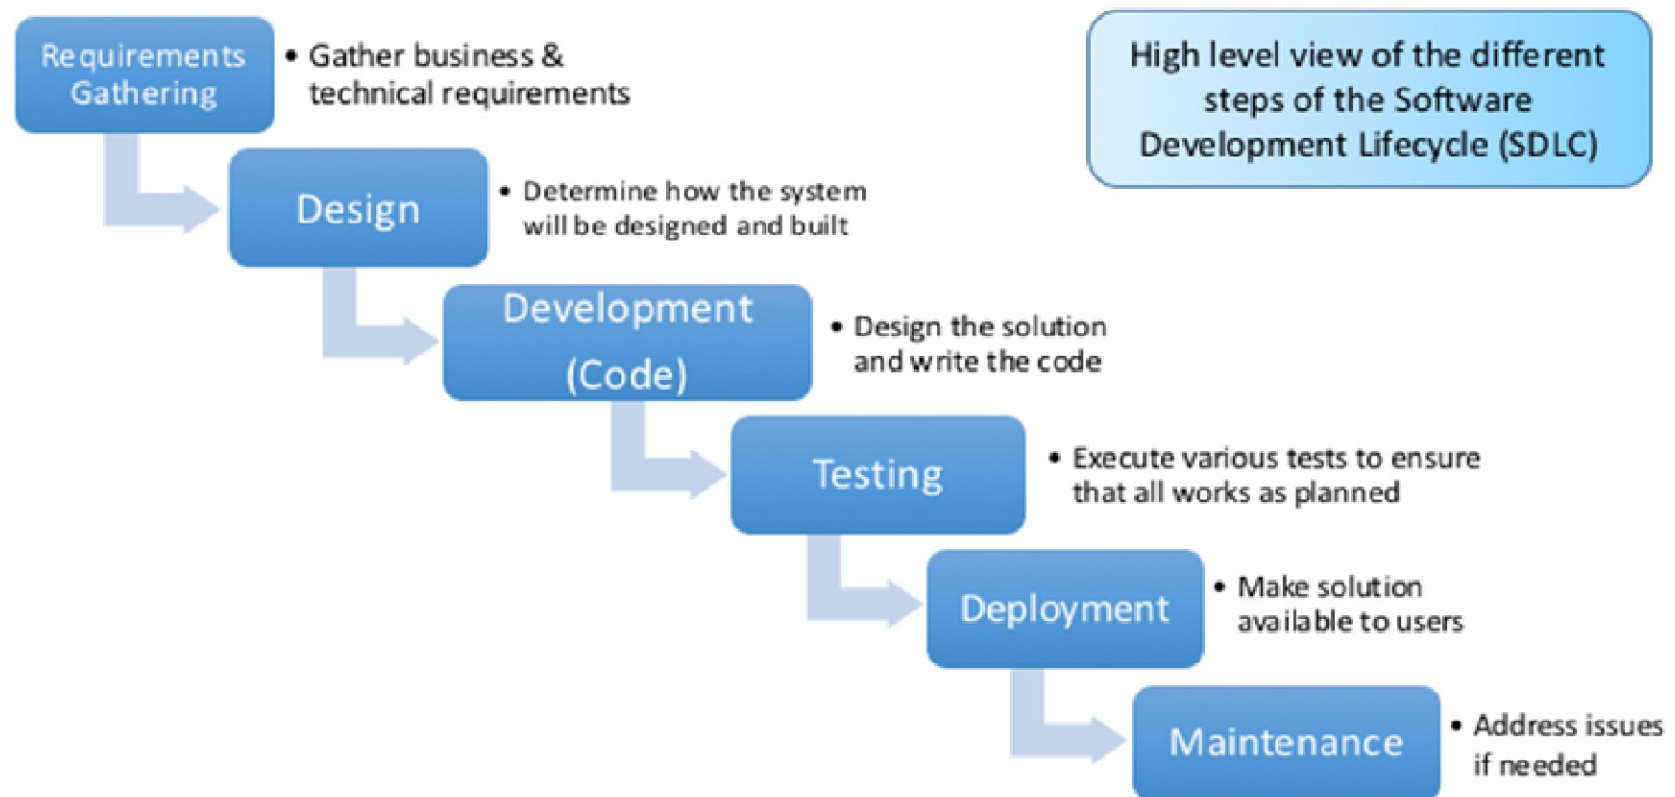 Requirements
Gathering
• Gather business &
technical requirements
High level view of the different
steps of the Software
Development Lifecycle (SDLC)
Design
• Determine how the system
will be designed and built
Development
(Code)
• Design the solution
and write the code
Testing
• Execute various tests to ensure
that all works as planned
Deployment
• Make solution
available to users
Maintenance
• Address issues
if needed